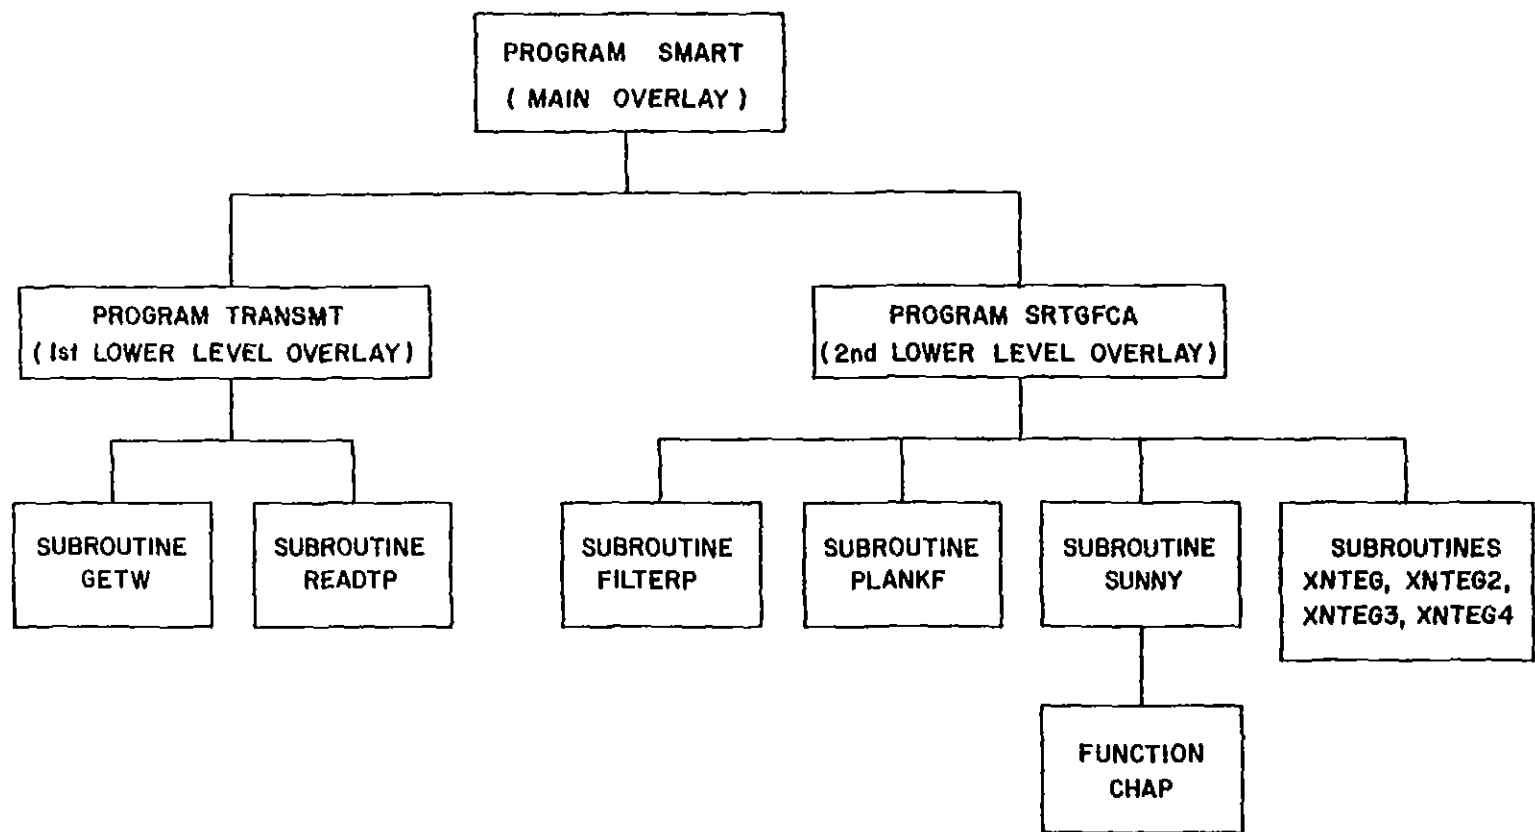 PROGRAM SMART
( MAIN OVERLAY )
PROGRAM TRANSMT
( 1st LOWER LEVEL OVERLAY )
PROGRAM SRTGFCA
(2nd LOWER LEVEL OVERLAY )
SUBROUTINE
GETW
SUBROUTINE
READTP
SUBROUTINE
FILTERP
SUBROUTINE
PLANKF
SUBROUTINE
SUNNY
SUBROUTINES
XNTEG, XNTEG2,
XNTEG3, XNTEG4
FUNCTION
CHAP